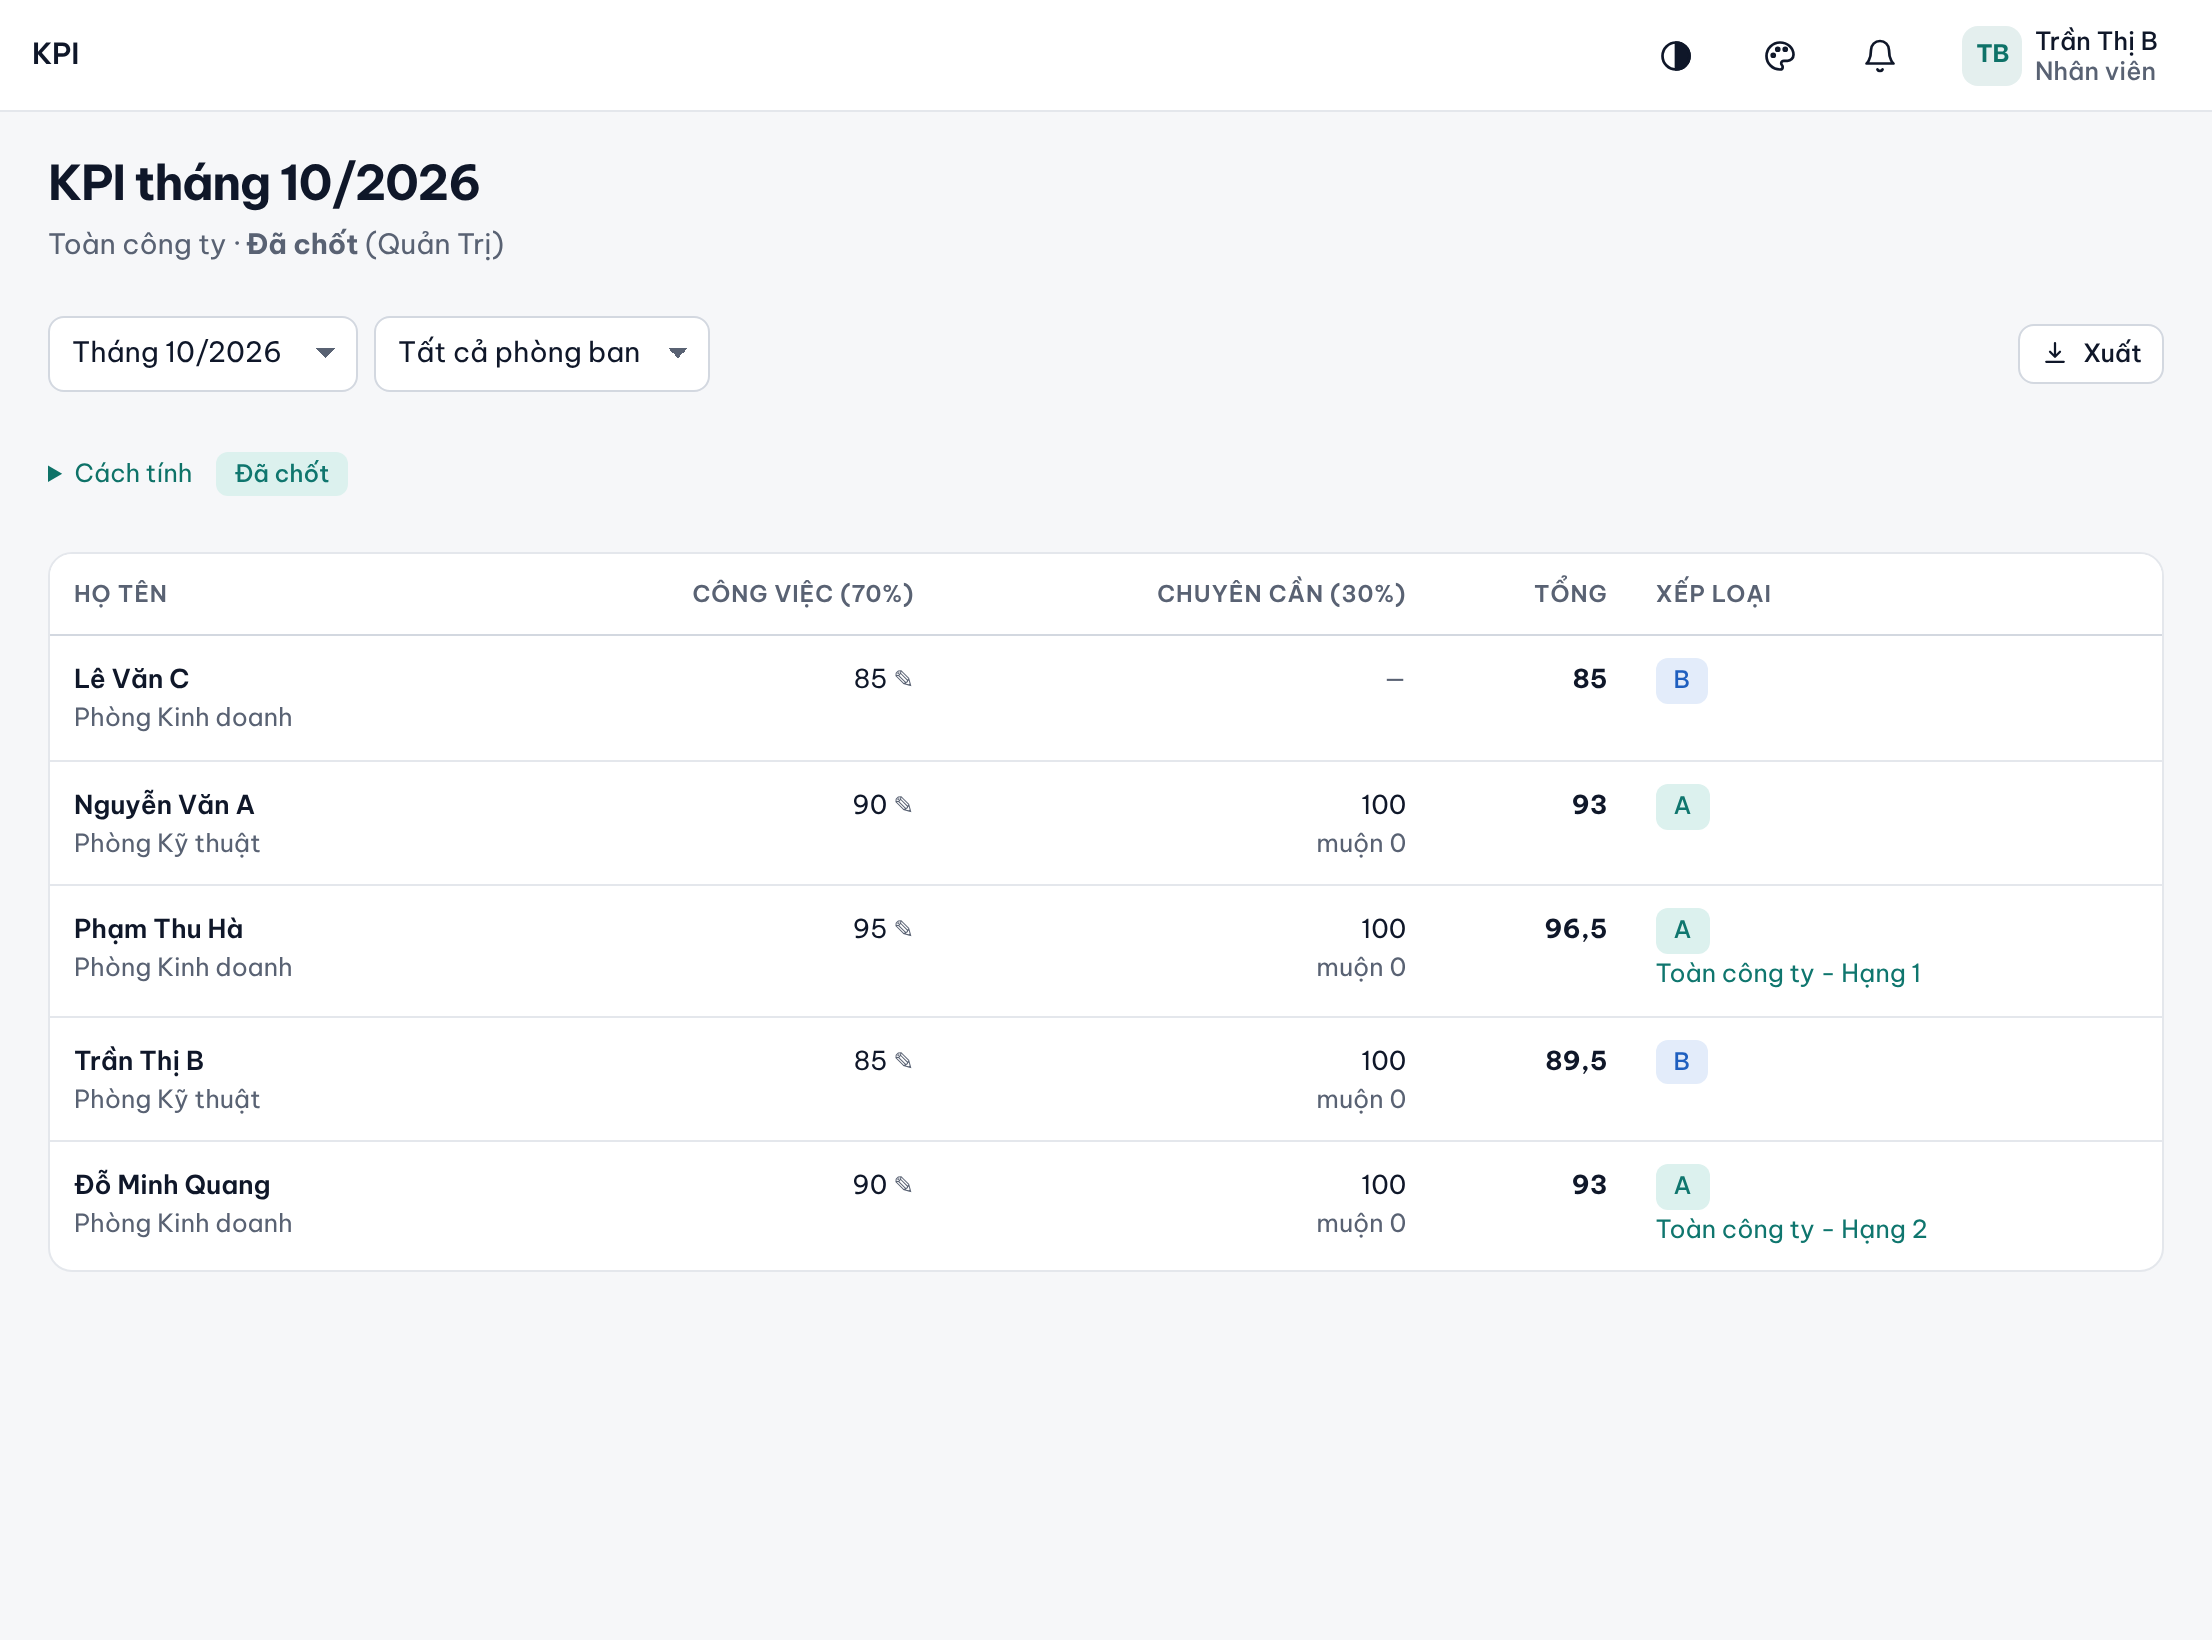 KPI
TB
Trần Thị B
Nhân viên
KPI tháng 10/2026
Toàn công ty · Đã chốt (Quản Trị)
Tháng 10/2026
Tất cả phòng ban
Xuất
Cách tính
Đã chốt
HỌ TÊN CÔNG VIỆC (70%) CHUYÊN CẦN (30%) TỔNG XẾP LOẠI
Lê Văn C 85 ✎ — 85 B
Phòng Kinh doanh
Nguyễn Văn A 90 ✎ 100 93 A
Phòng Kỹ thuật muộn 0
Phạm Thu Hà 95 ✎ 100 96,5 A
Phòng Kinh doanh muộn 0 Toàn công ty - Hạng 1
Trần Thị B 85 ✎ 100 89,5 B
Phòng Kỹ thuật muộn 0
Đỗ Minh Quang 90 ✎ 100 93 A
Phòng Kinh doanh muộn 0 Toàn công ty - Hạng 2